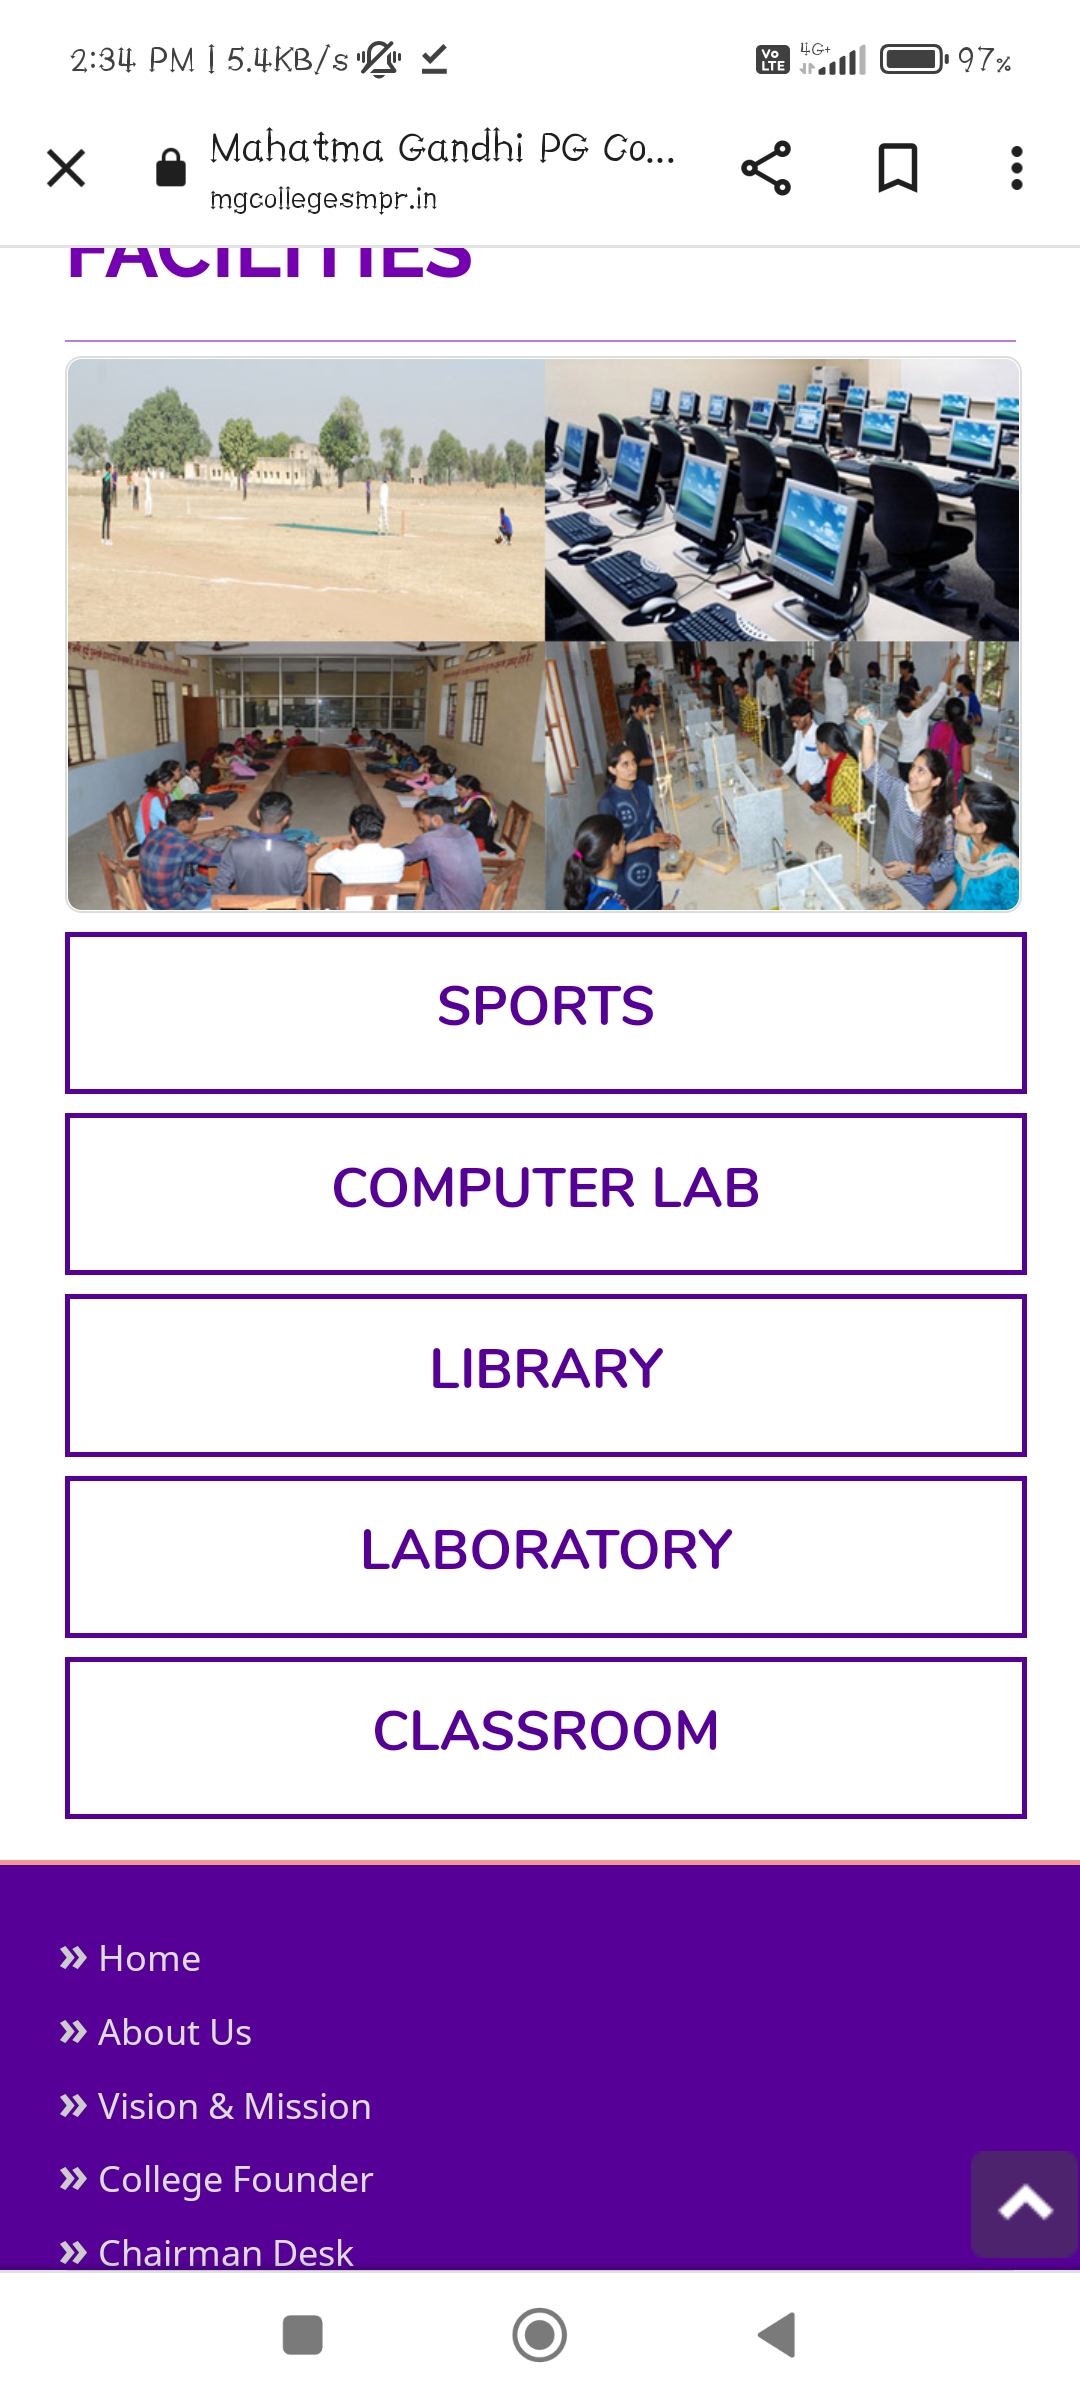 2:34 PM | 5.4KB/s
Vo LTE 4G+ 97%
Mahatma Gandhi PG Co...
mgcollegesmpr.in
FACILITIES
SPORTS
COMPUTER LAB
LIBRARY
LABORATORY
CLASSROOM
» Home
» About Us
» Vision & Mission
» College Founder
» Chairman Desk